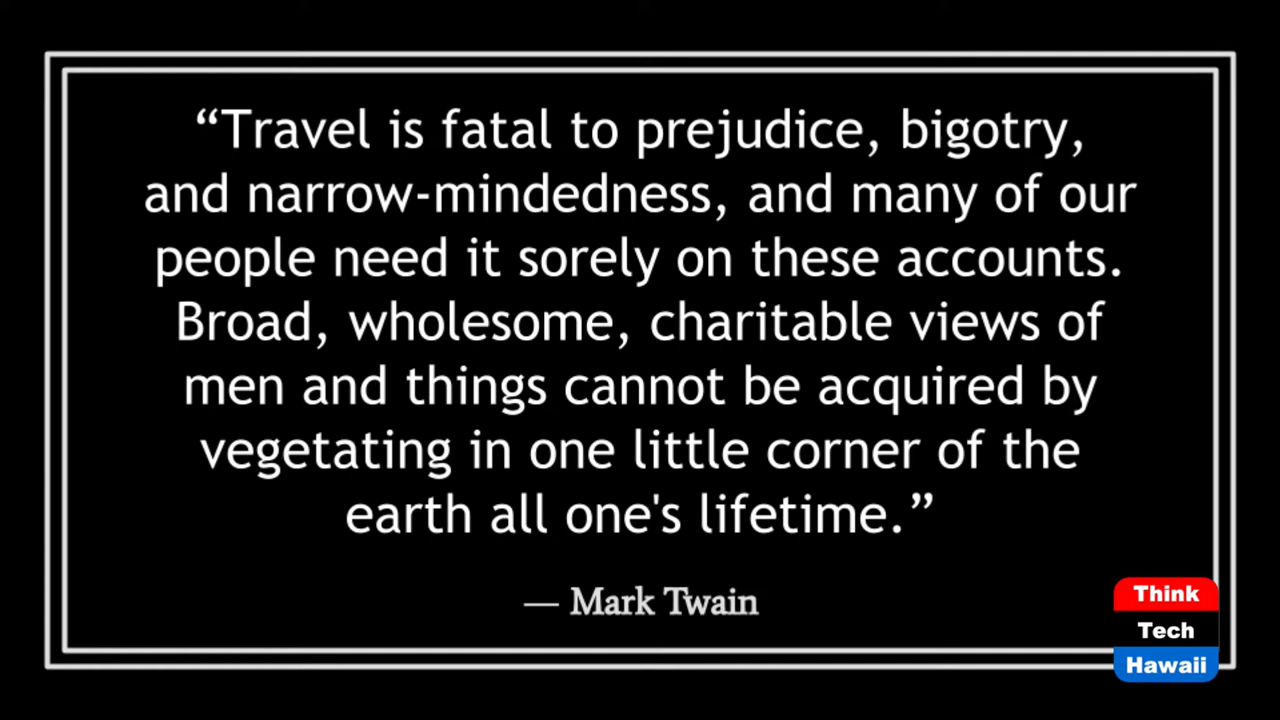 “Travel is fatal to prejudice, bigotry,
and narrow-mindedness, and many of our
people need it sorely on these accounts.
Broad, wholesome, charitable views of
men and things cannot be acquired by
vegetating in one little corner of the
earth all one's lifetime.”
— Mark Twain
Think
Tech
Hawaii